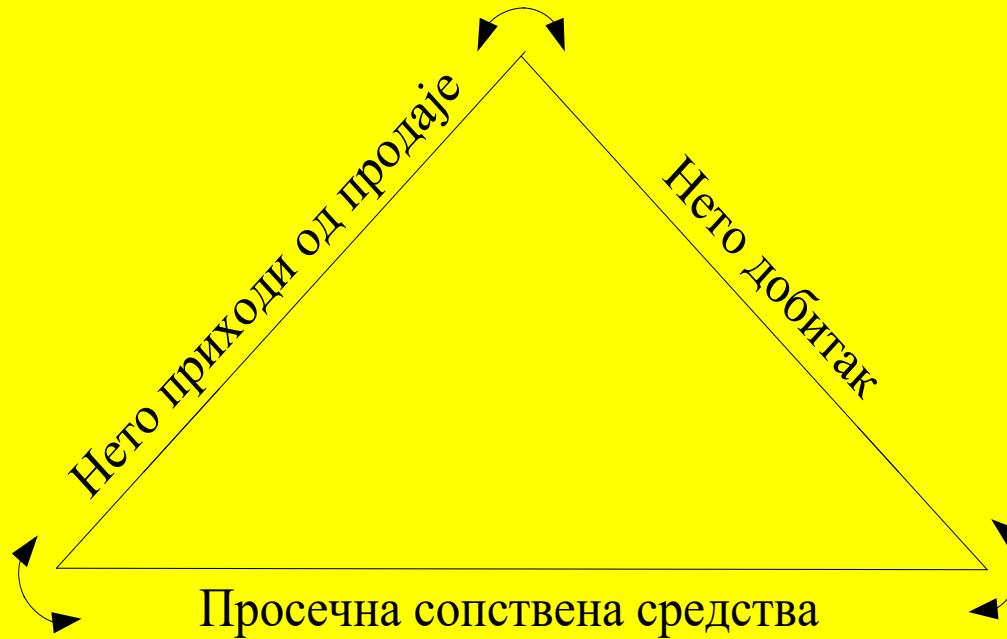 Нето приходи од продаје
Нето добитак
Просечна сопствена средства